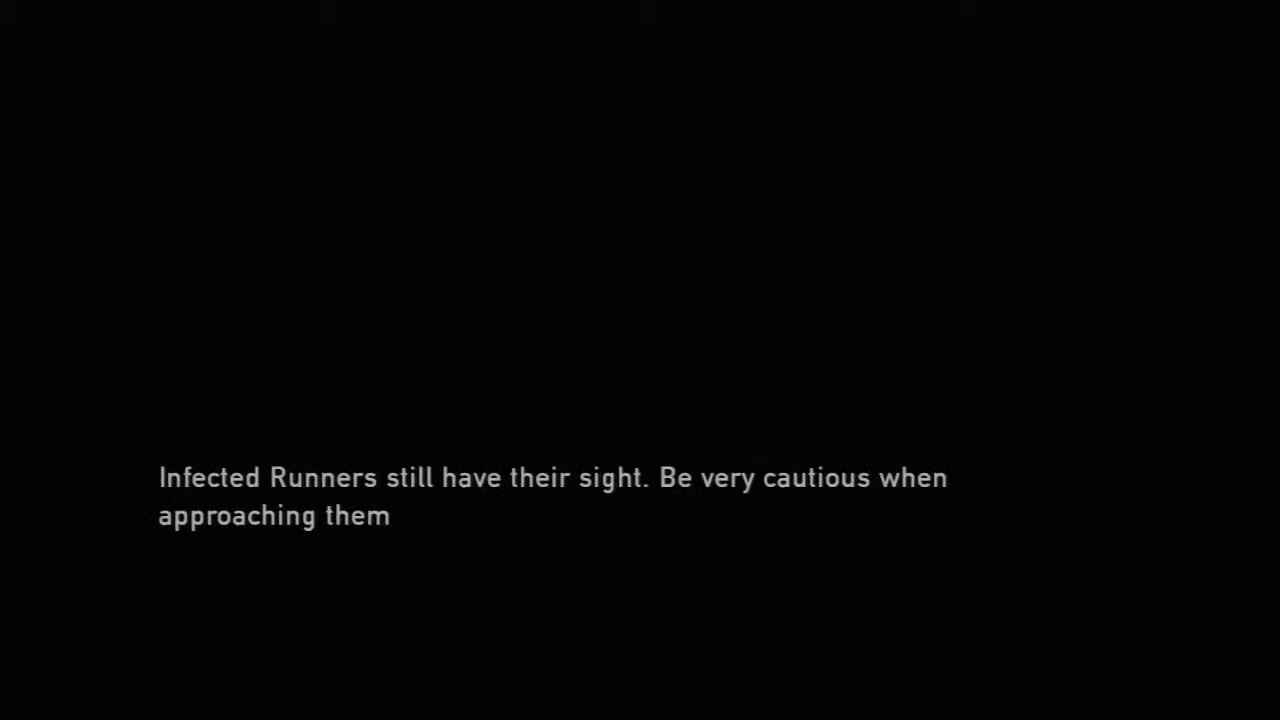 Infected Runners still have their sight. Be very cautious when
approaching them